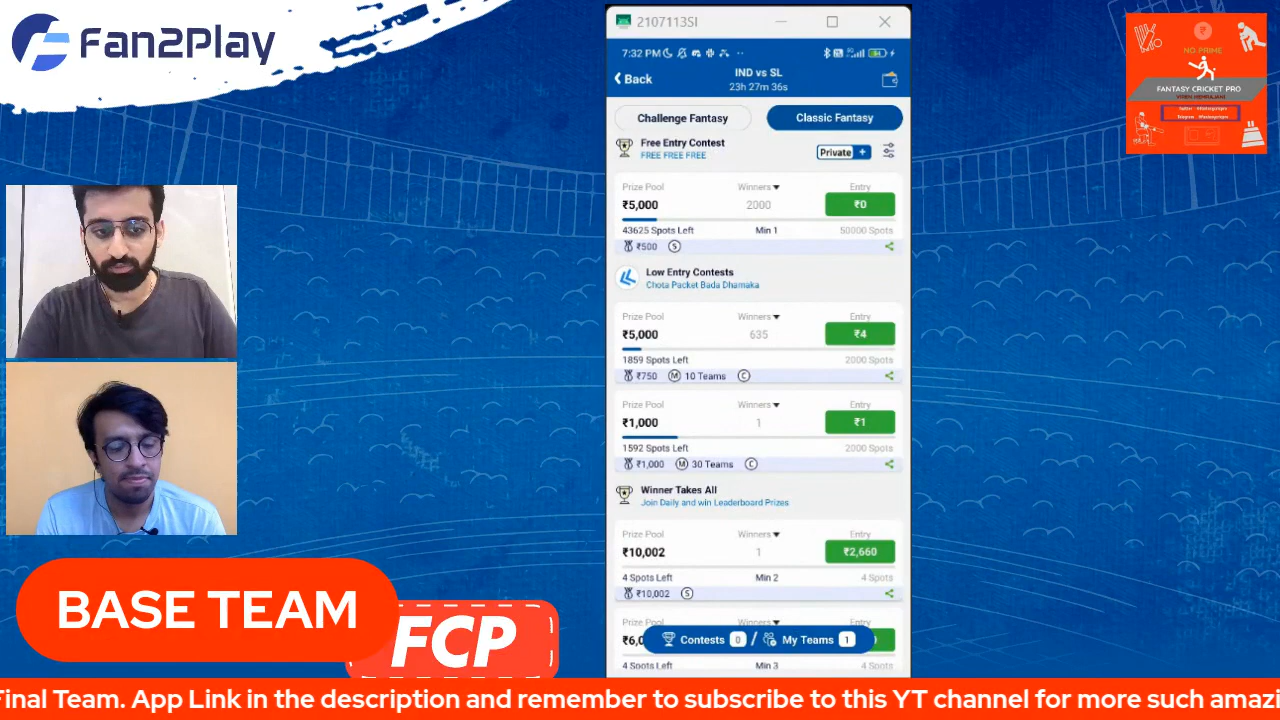 Fan2Play
2107113SI
7:32 PM
Back
IND vs SL
23h 27m 36s
Challenge Fantasy
Classic Fantasy
Free Entry Contest
FREE FREE FREE
Private +
Prize Pool
Winners
Entry
₹5,000
2000
₹0
43625 Spots Left
Min 1
50000 Spots
₹500
S
Low Entry Contests
Chota Packet Bada Dhamaka
Prize Pool
Winners
Entry
₹5,000
635
₹4
1859 Spots Left
2000 Spots
₹750
M 10 Teams
C
Prize Pool
Winners
Entry
₹1,000
1
₹1
1592 Spots Left
2000 Spots
₹1,000
M 30 Teams
C
Winner Takes All
Join Daily and win Leaderboard Prizes
Prize Pool
Winners
Entry
₹10,002
1
₹2,660
4 Spots Left
Min 2
4 Spots
₹10,002
S
Prize Pool
Winners
Entry
₹6,0
Contests 0 / My Teams 1
4 Spots Left
Min 3
4 Spots
NO PRIME
FANTASY CRICKET PRO
BASE TEAM
FCP
Final Team. App Link in the description and remember to subscribe to this YT channel for more such amazi